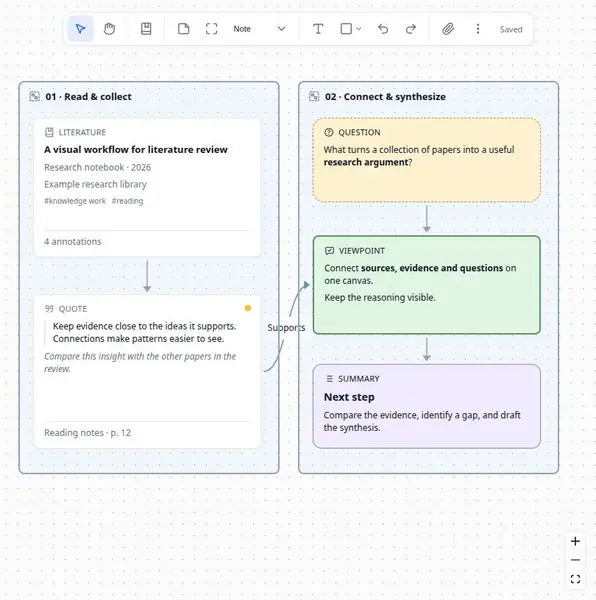 Note
Saved
01 · Read & collect
LITERATURE
A visual workflow for literature review
Research notebook · 2026
Example research library
#knowledge work #reading
4 annotations
QUOTE
Keep evidence close to the ideas it supports.
Connections make patterns easier to see.
Compare this insight with the other papers in the
review.
Reading notes · p. 12
Supports
02 · Connect & synthesize
QUESTION
What turns a collection of papers into a useful
research argument?
VIEWPOINT
Connect sources, evidence and questions on
one canvas.
Keep the reasoning visible.
SUMMARY
Next step
Compare the evidence, identify a gap, and draft
the synthesis.